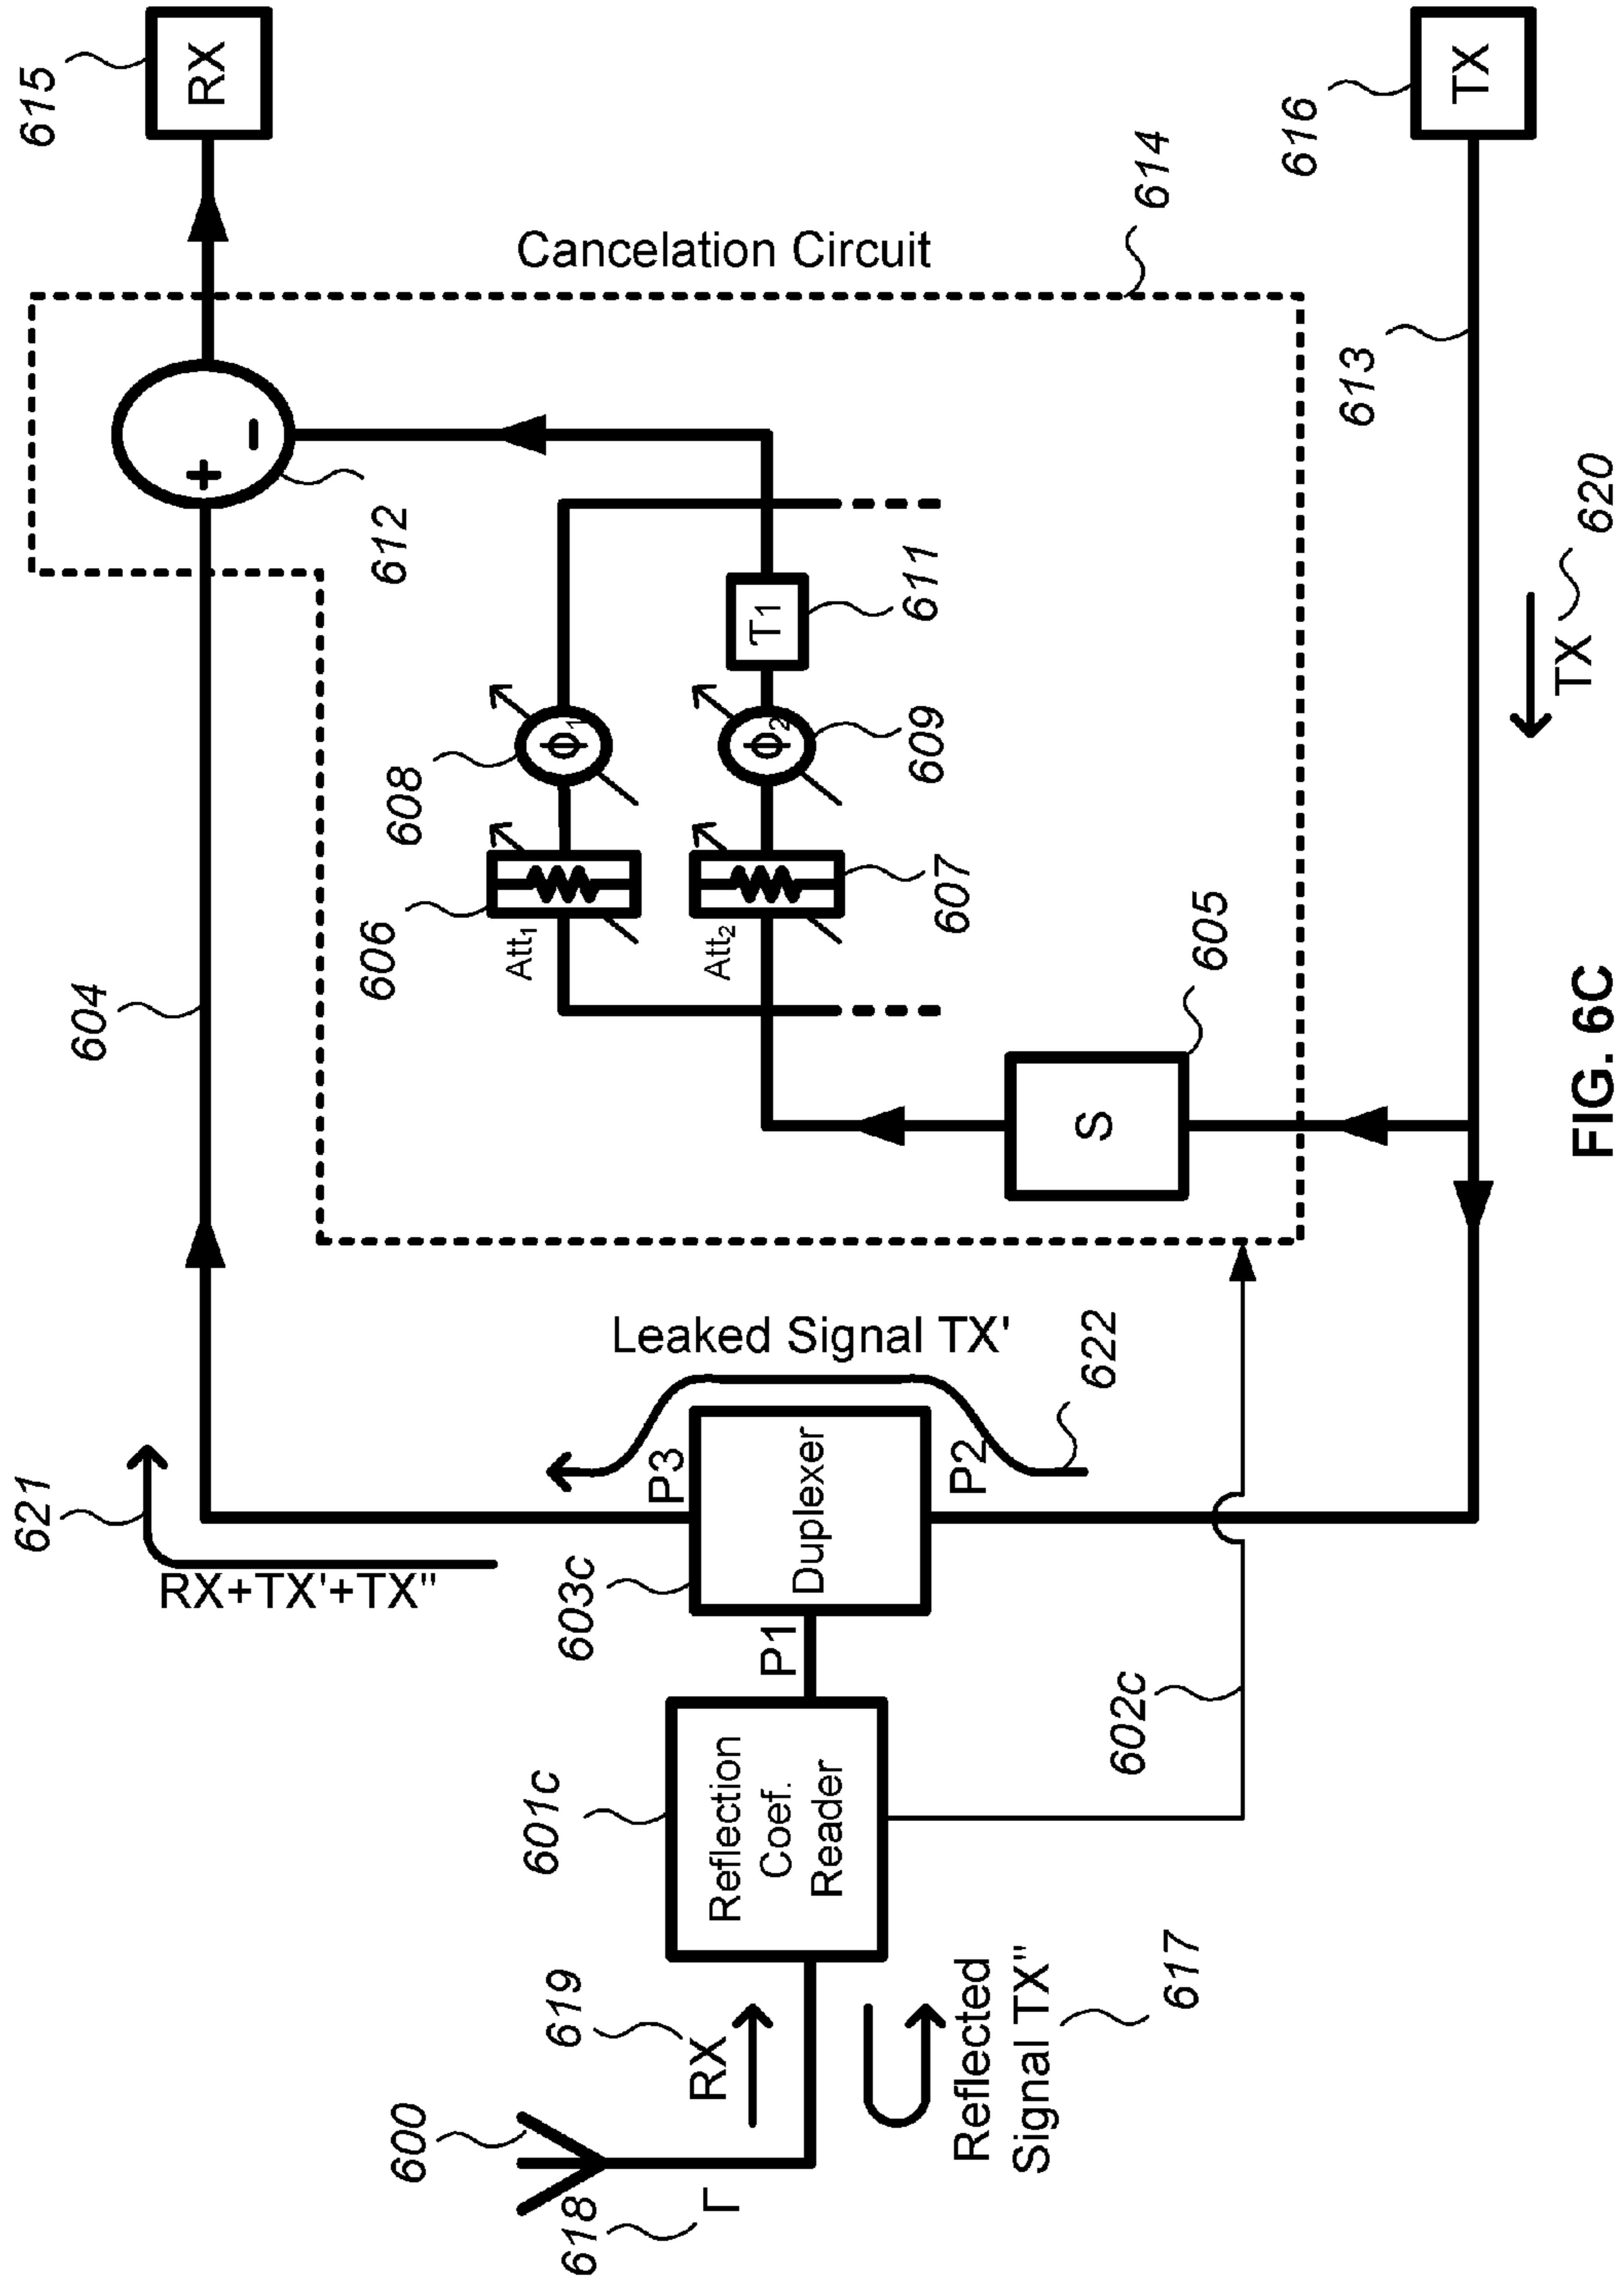 615
RX
Cancelation Circuit
614
616
TX
613
TX
620
612
611
T1
ϕ1
608
ϕ2
609
606
Att1
607
Att2
605
S
604
621
RX+TX'+TX"
Leaked Signal TX'
622
P3
P2
P1
Duplexer
603c
602c
601c
Reflection
Coef.
Reader
619
RX
Reflected
Signal TX"
617
600
618
Γ
FIG. 6C
+
−